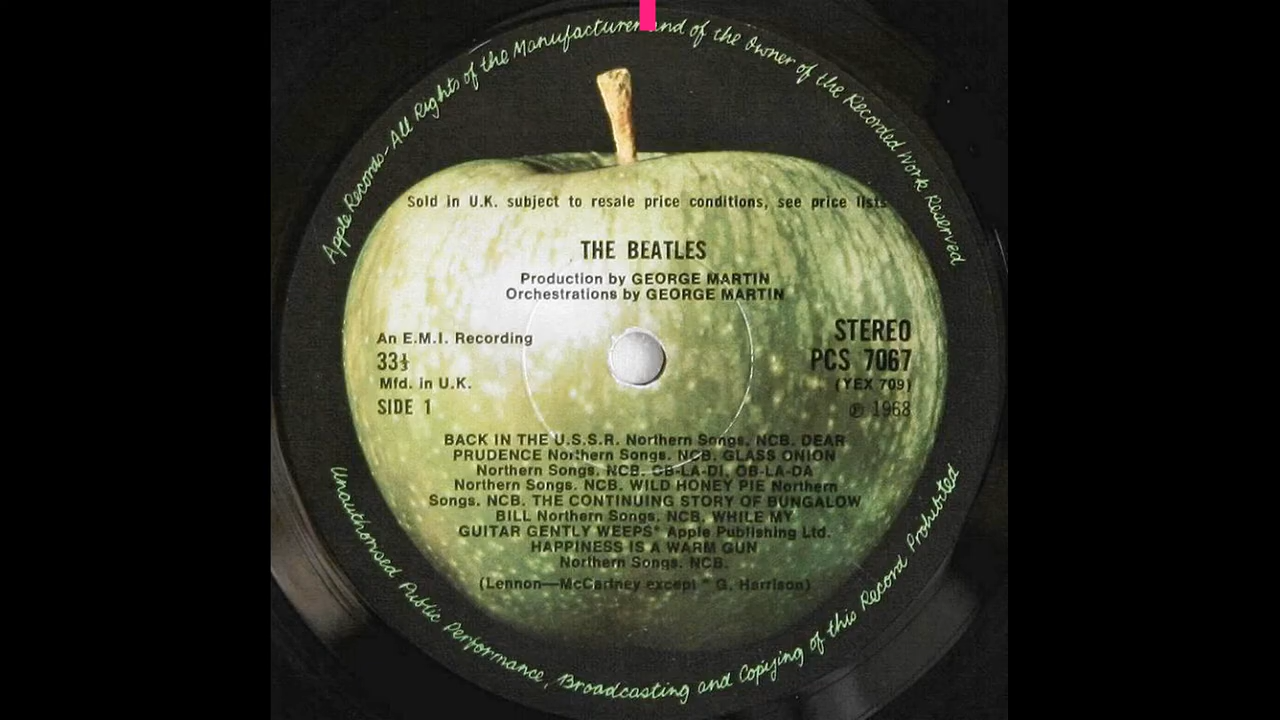 Apple Records - All Rights of the Manufacturer and of the Owner of the Recorded Work Reserved
Sold in U.K. subject to resale price conditions, see price lists
THE BEATLES
Production by GEORGE MARTIN
Orchestrations by GEORGE MARTIN
An E.M.I. Recording
33⅓
Mfd. in U.K.
SIDE 1
STEREO
PCS 7067
(YEX 709)
℗ 1968
BACK IN THE U.S.S.R. Northern Songs. NCB. DEAR
PRUDENCE Northern Songs. NCB. GLASS ONION
Northern Songs. NCB. OB-LA-DI, OB-LA-DA
Northern Songs. NCB. WILD HONEY PIE Northern
Songs. NCB. THE CONTINUING STORY OF BUNGALOW
BILL Northern Songs. NCB. WHILE MY
GUITAR GENTLY WEEPS* Apple Publishing Ltd.
HAPPINESS IS A WARM GUN
Northern Songs. NCB.
(Lennon—McCartney except * G. Harrison)
Unauthorised Public Performance, Broadcasting and Copying of this Record Prohibited